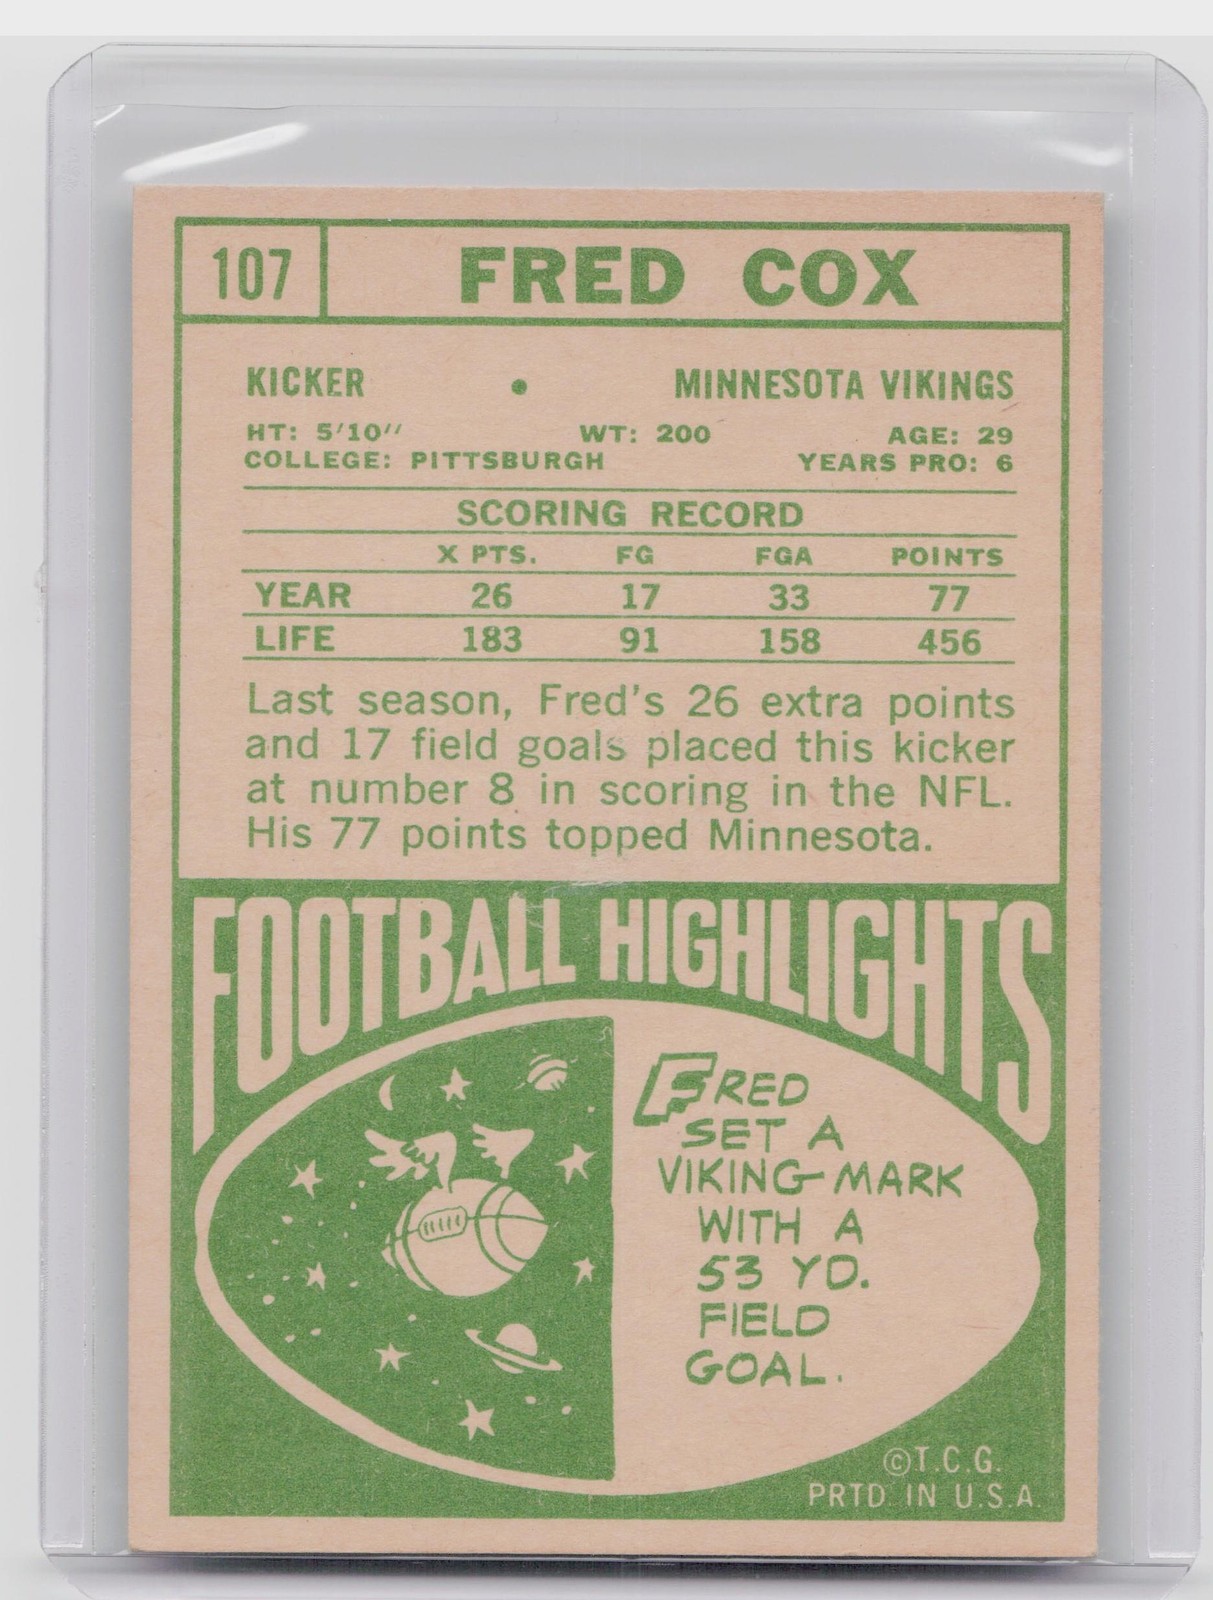 107 FRED COX
KICKER • MINNESOTA VIKINGS
HT: 5'10" WT: 200 AGE: 29
COLLEGE: PITTSBURGH YEARS PRO: 6
SCORING RECORD
X PTS. FG FGA POINTS
YEAR 26 17 33 77
LIFE 183 91 158 456
Last season, Fred's 26 extra points
and 17 field goals placed this kicker
at number 8 in scoring in the NFL.
His 77 points topped Minnesota.
FOOTBALL HIGHLIGHTS
FRED
SET A
VIKING MARK
WITH A
53 YD.
FIELD
GOAL.
©T.C.G.
PRTD. IN U.S.A.